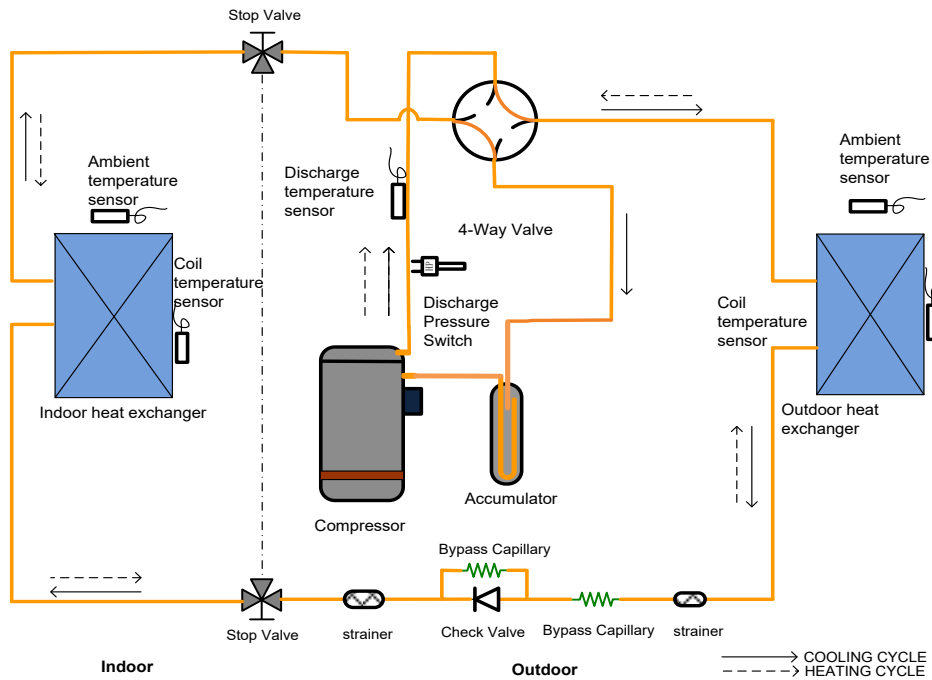 Stop Valve
Ambient
temperature
sensor
Discharge
temperature
sensor
Ambient
temperature
sensor
4-Way Valve
Coil
temperature
sensor
HP
Discharge
Pressure
Switch
Coil
temperature
sensor
Indoor heat exchanger
Outdoor heat
exchanger
Accumulator
Compressor
Bypass Capillary
Stop Valve
strainer
Check Valve
Bypass Capillary
strainer
Indoor
Outdoor
COOLING CYCLE
HEATING CYCLE